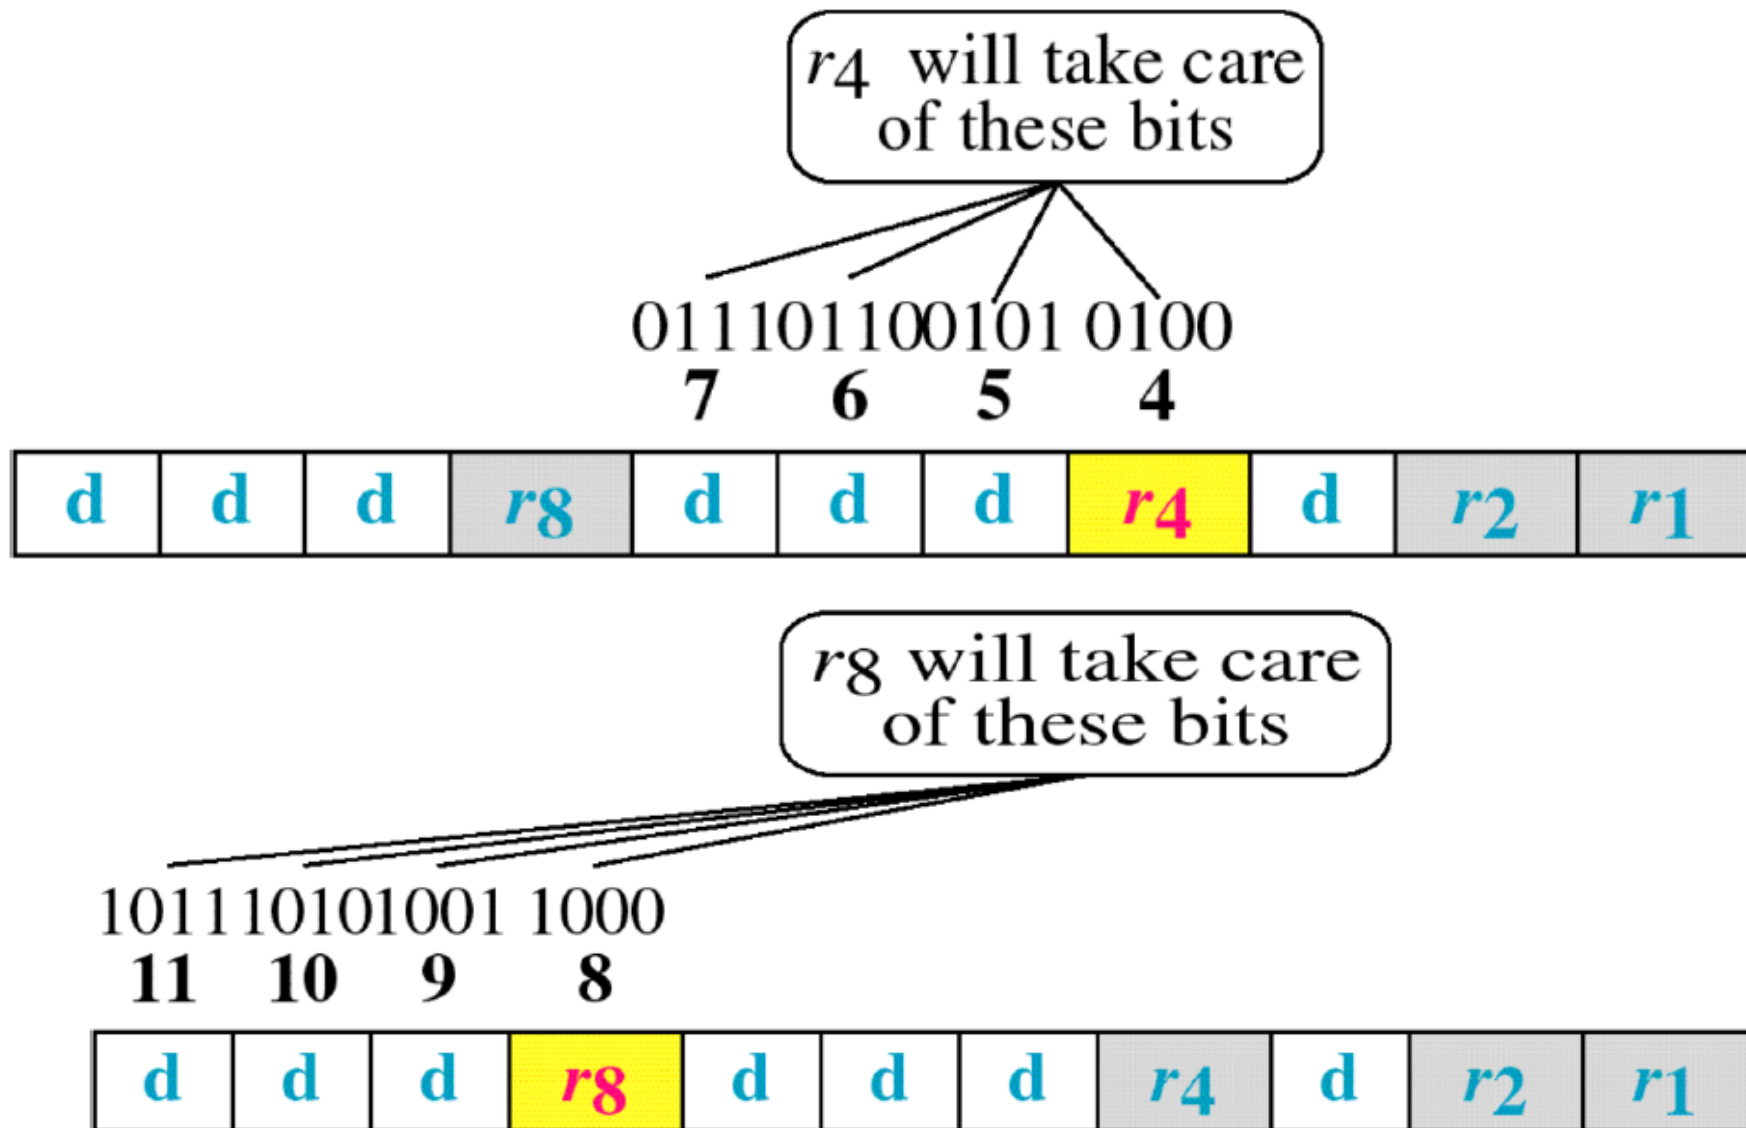 r4 will take care
of these bits
0111 0110 0101 0100
7 6 5 4
d d d r8 d d d r4 d r2 r1
r8 will take care
of these bits
1011 1010 1001 1000
11 10 9 8
d d d r8 d d d r4 d r2 r1